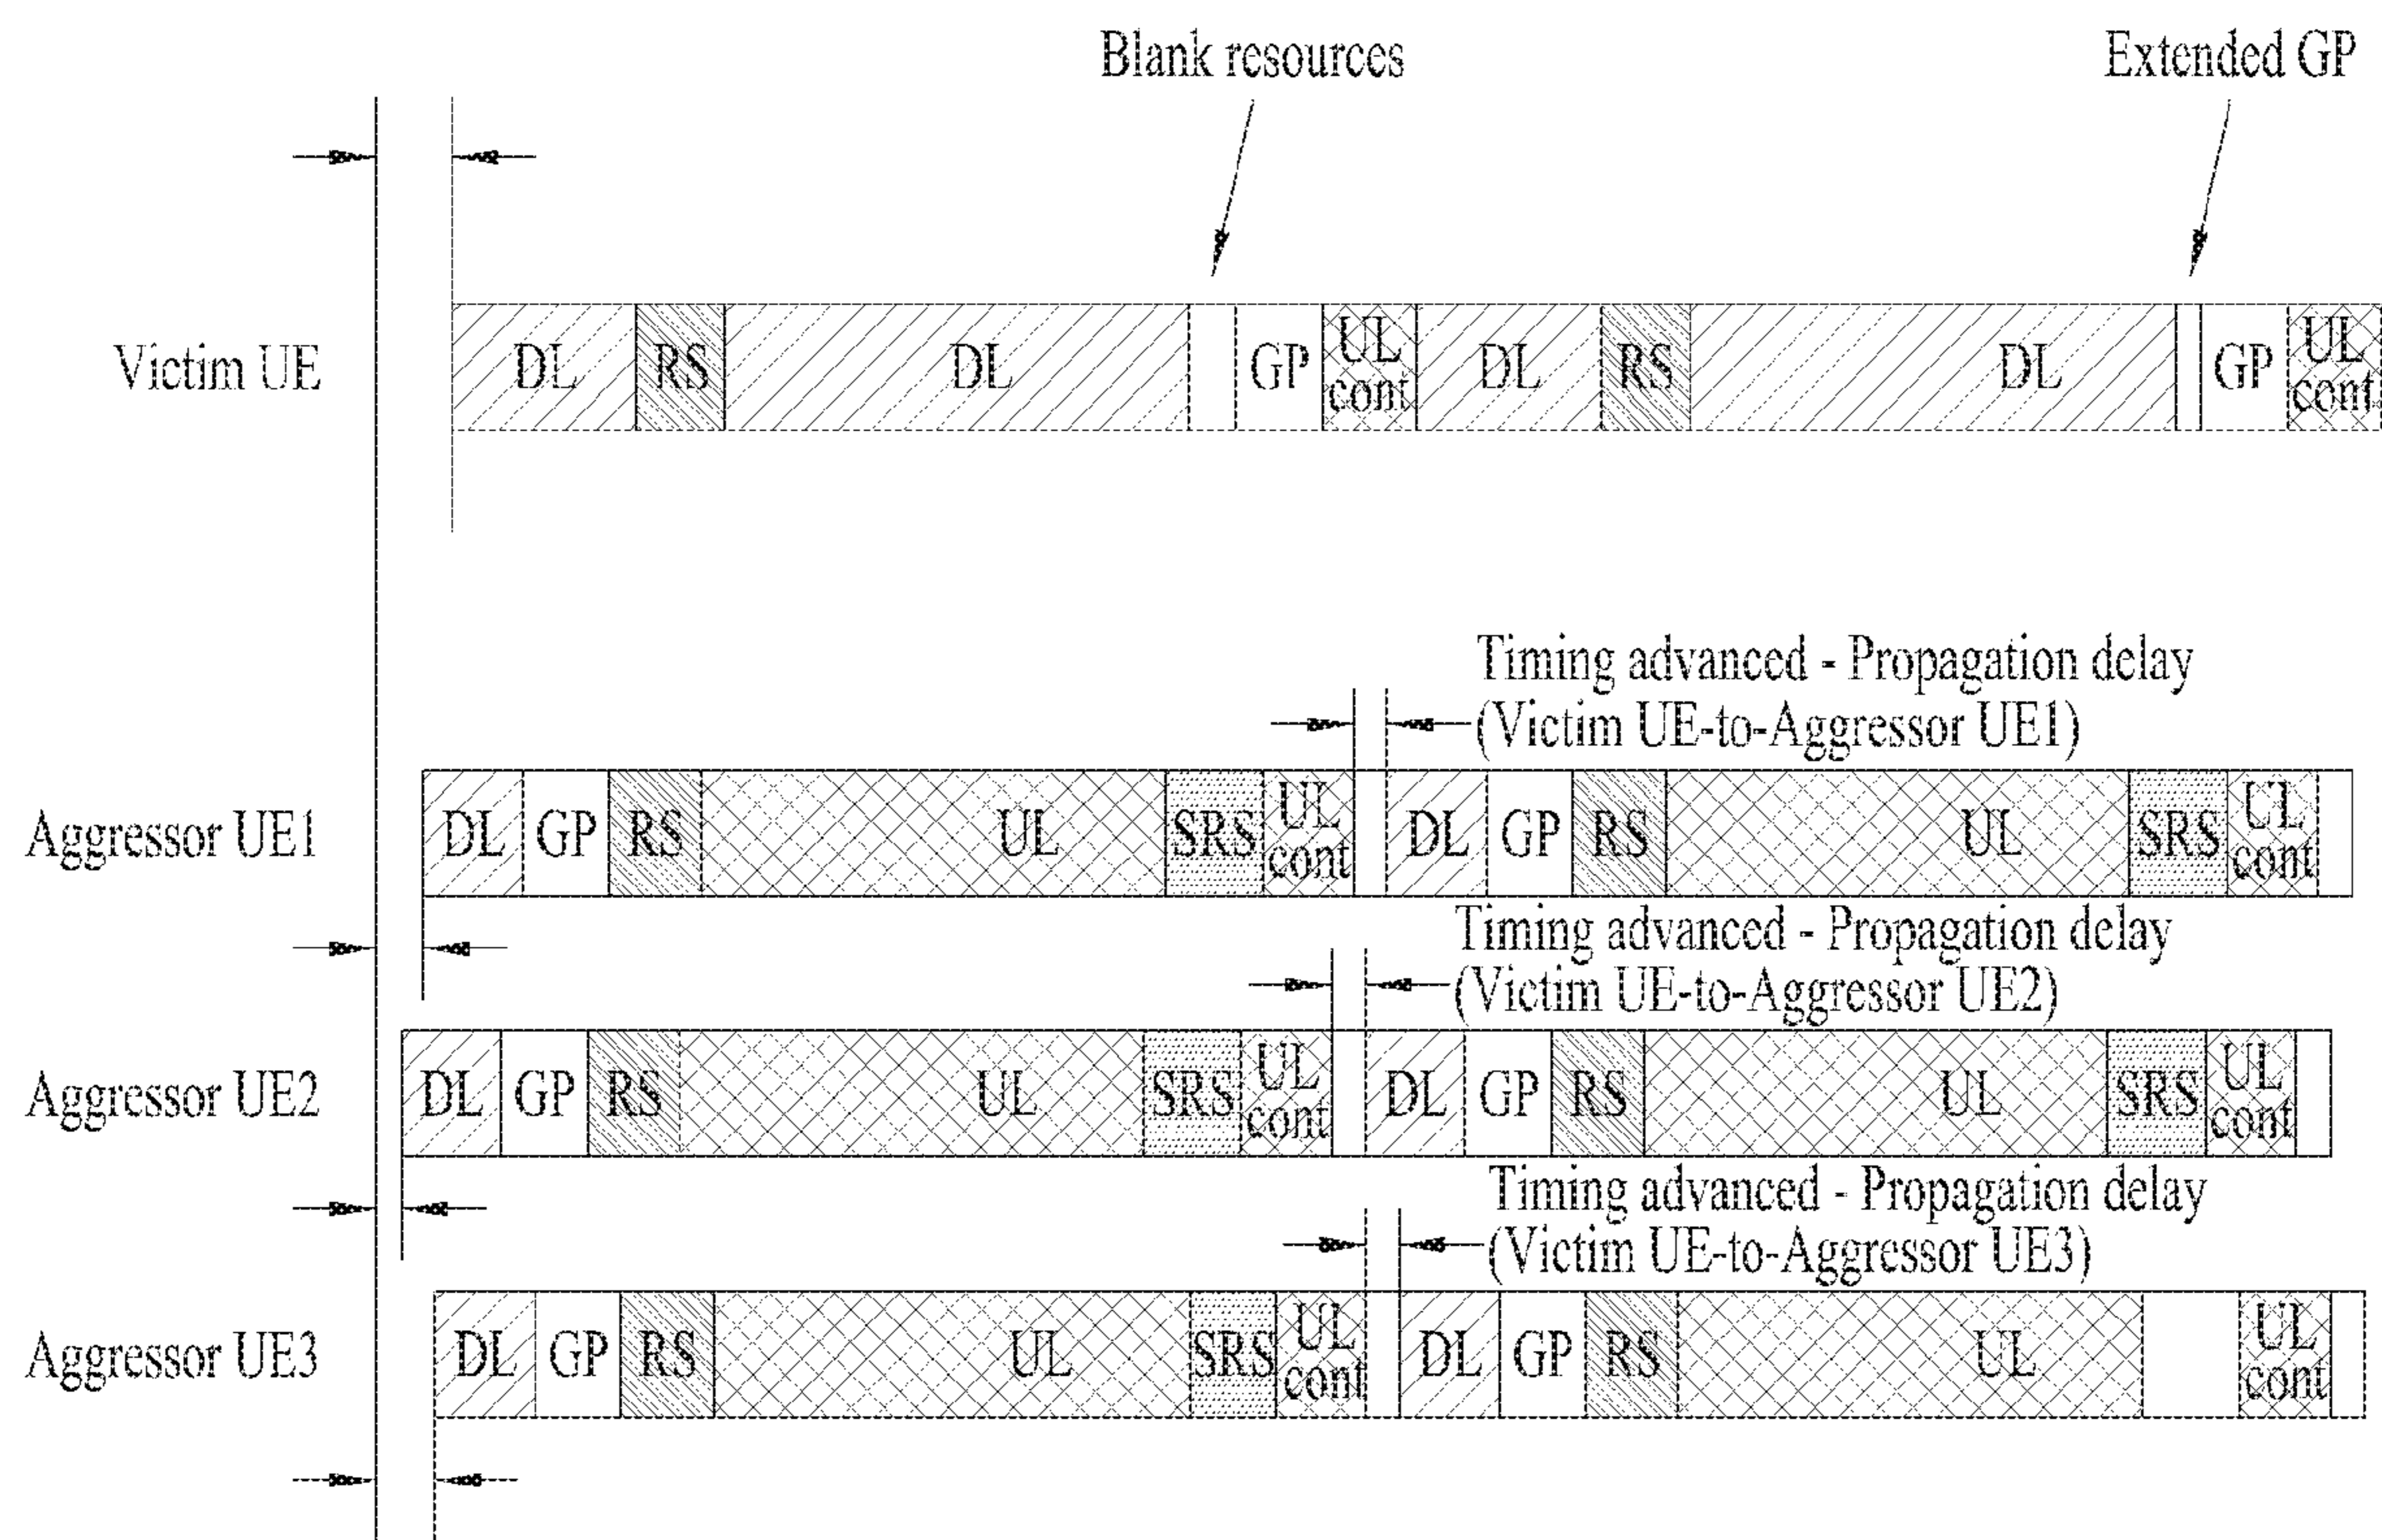 Blank resources
Extended GP
Victim UE
DL
RS
DL
GP
UL
cont
DL
RS
DL
GP
UL
cont
Timing advanced - Propagation delay
(Victim UE-to-Aggressor UE1)
Aggressor UE1
DL
GP
RS
UL
SRS
UL
cont
DL
GP
RS
UL
SRS
UL
cont
Timing advanced - Propagation delay
(Victim UE-to-Aggressor UE2)
Aggressor UE2
DL
GP
RS
UL
SRS
UL
cont
DL
GP
RS
UL
SRS
UL
cont
Timing advanced - Propagation delay
(Victim UE-to-Aggressor UE3)
Aggressor UE3
DL
GP
RS
UL
SRS
UL
cont
DL
GP
RS
UL
UL
cont